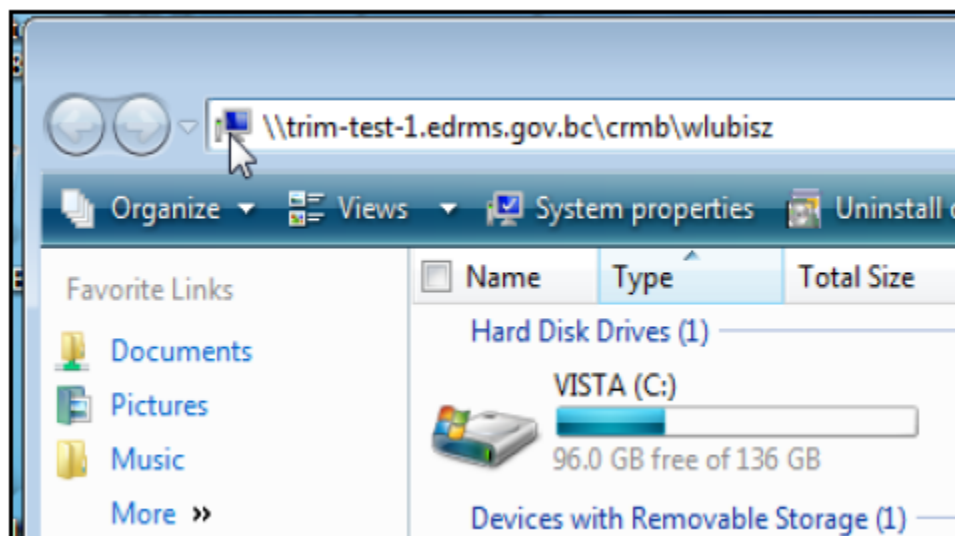 \\trim-test-1.edrms.gov.bc\crmb\wlubisz
Organize Views System properties Uninstall
Favorite Links
Documents
Pictures
Music
More »
Name Type Total Size
Hard Disk Drives (1)
VISTA (C:)
96.0 GB free of 136 GB
Devices with Removable Storage (1)